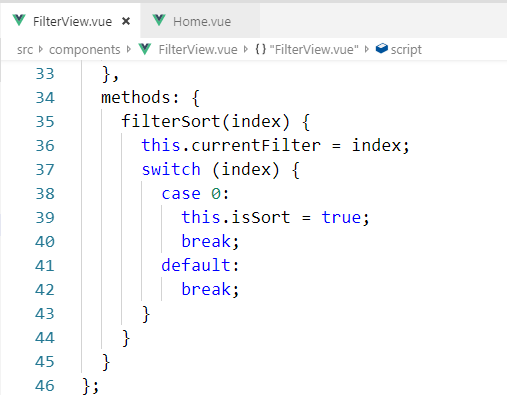 FilterView.vue × Home.vue
src > components > FilterView.vue > {} "FilterView.vue" > script
33 },
34 methods: {
35 filterSort(index) {
36 this.currentFilter = index;
37 switch (index) {
38 case 0:
39 this.isSort = true;
40 break;
41 default:
42 break;
43 }
44 }
45 }
46 };